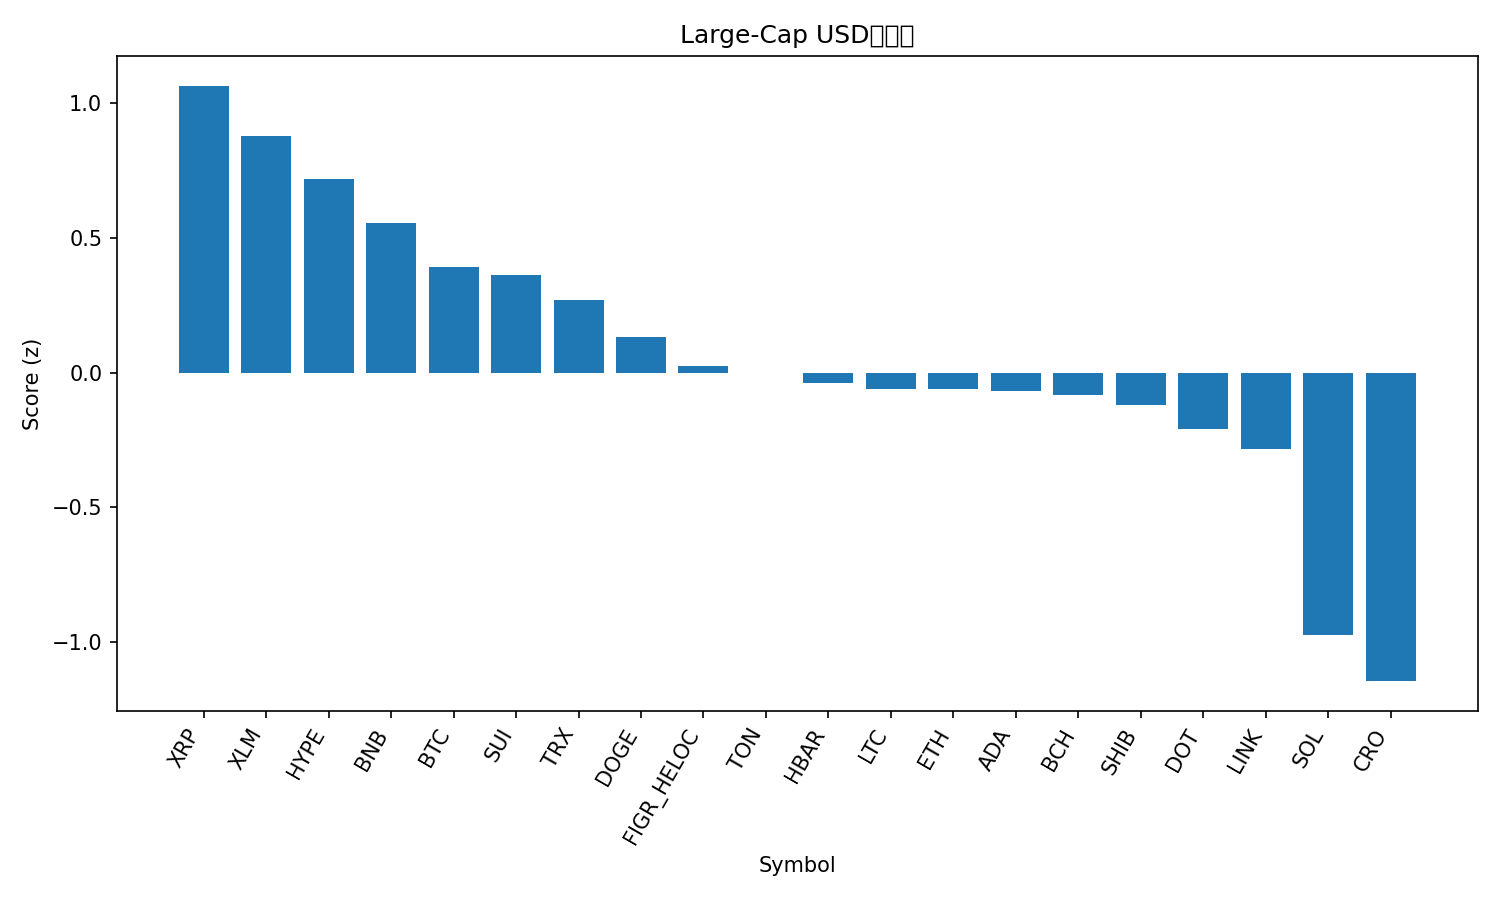 Large-Cap USD
Score (z)
1.0
0.5
0.0
−0.5
−1.0
XRP
XLM
HYPE
BNB
BTC
SUI
TRX
DOGE
FIGR_HELOC
TON
HBAR
LTC
ETH
ADA
BCH
SHIB
DOT
LINK
SOL
CRO
Symbol